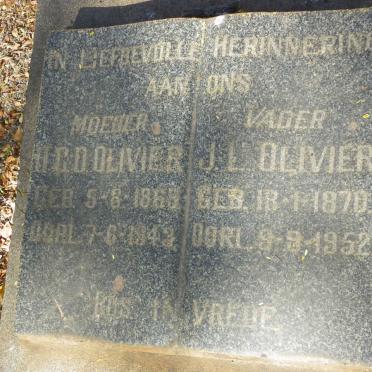 IN LIEFDEVOLLE HERINNERING
AAN ONS
MOEDER
H.C.D. OLIVIER
GEB. 5-8-1869
OORL. 7-6-1943
VADER
J.L. OLIVIER
GEB. 18-1-1870
OORL. 9-9-1952
RUS IN VREDE